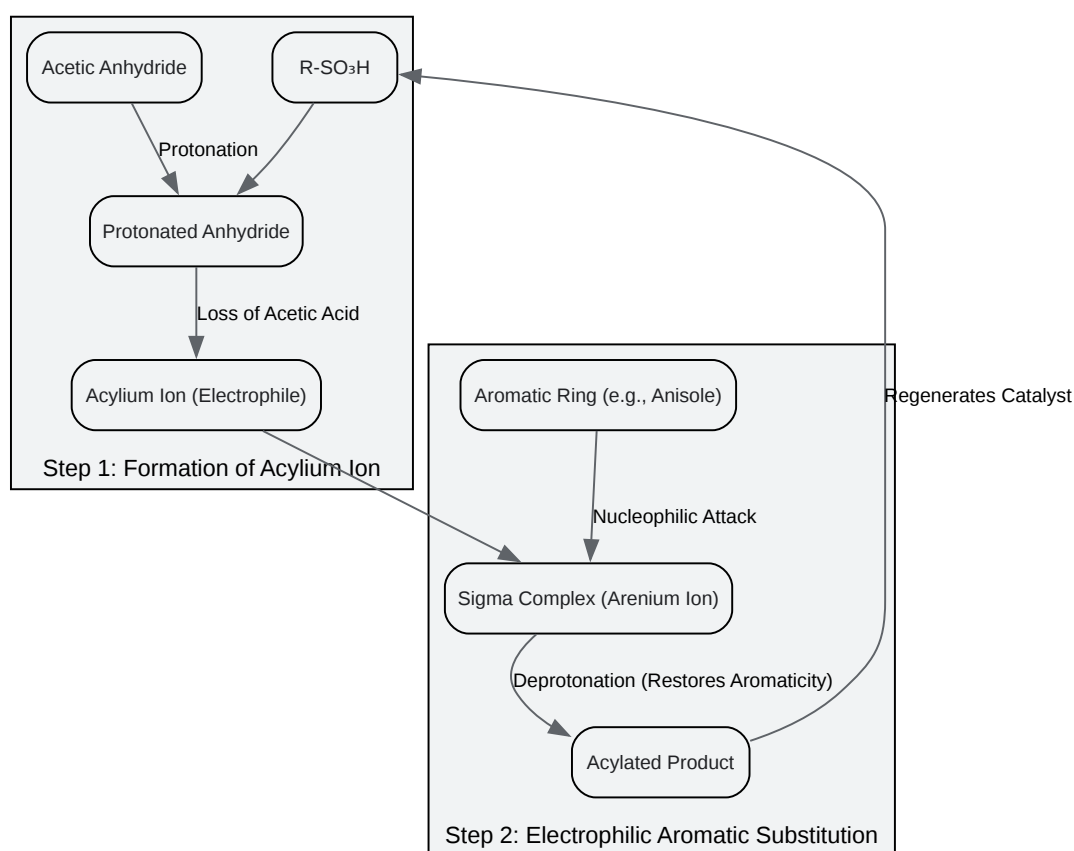 Acetic Anhydride
R-SO₃H
Protonation
Protonated Anhydride
Loss of Acetic Acid
Acylium Ion (Electrophile)
Step 1: Formation of Acylium Ion
Aromatic Ring (e.g., Anisole)
Regenerates Catalyst
Nucleophilic Attack
Sigma Complex (Arenium Ion)
Deprotonation (Restores Aromaticity)
Acylated Product
Step 2: Electrophilic Aromatic Substitution